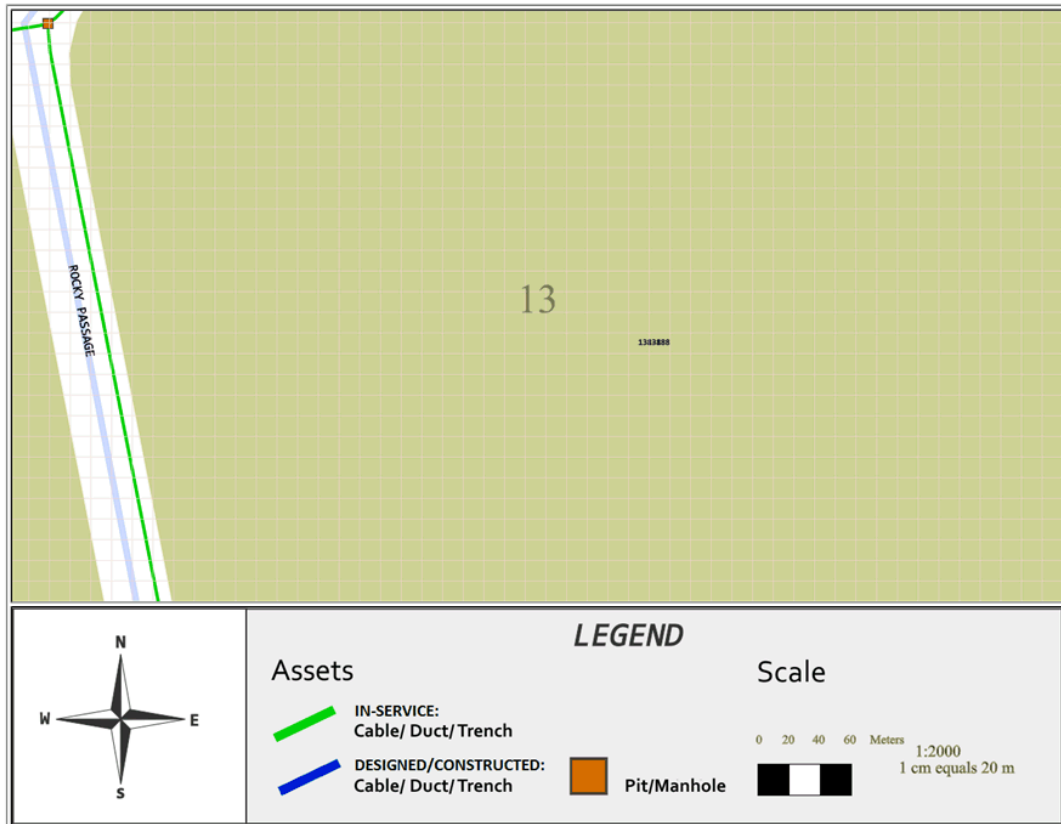 ROCKY PASSAGE
13
N
W
E
S
LEGEND
Assets
IN-SERVICE:
Cable/ Duct/ Trench
DESIGNED/CONSTRUCTED:
Cable/ Duct/ Trench
Pit/Manhole
Scale
0 20 40 60 Meters
1:2000
1 cm equals 20 m